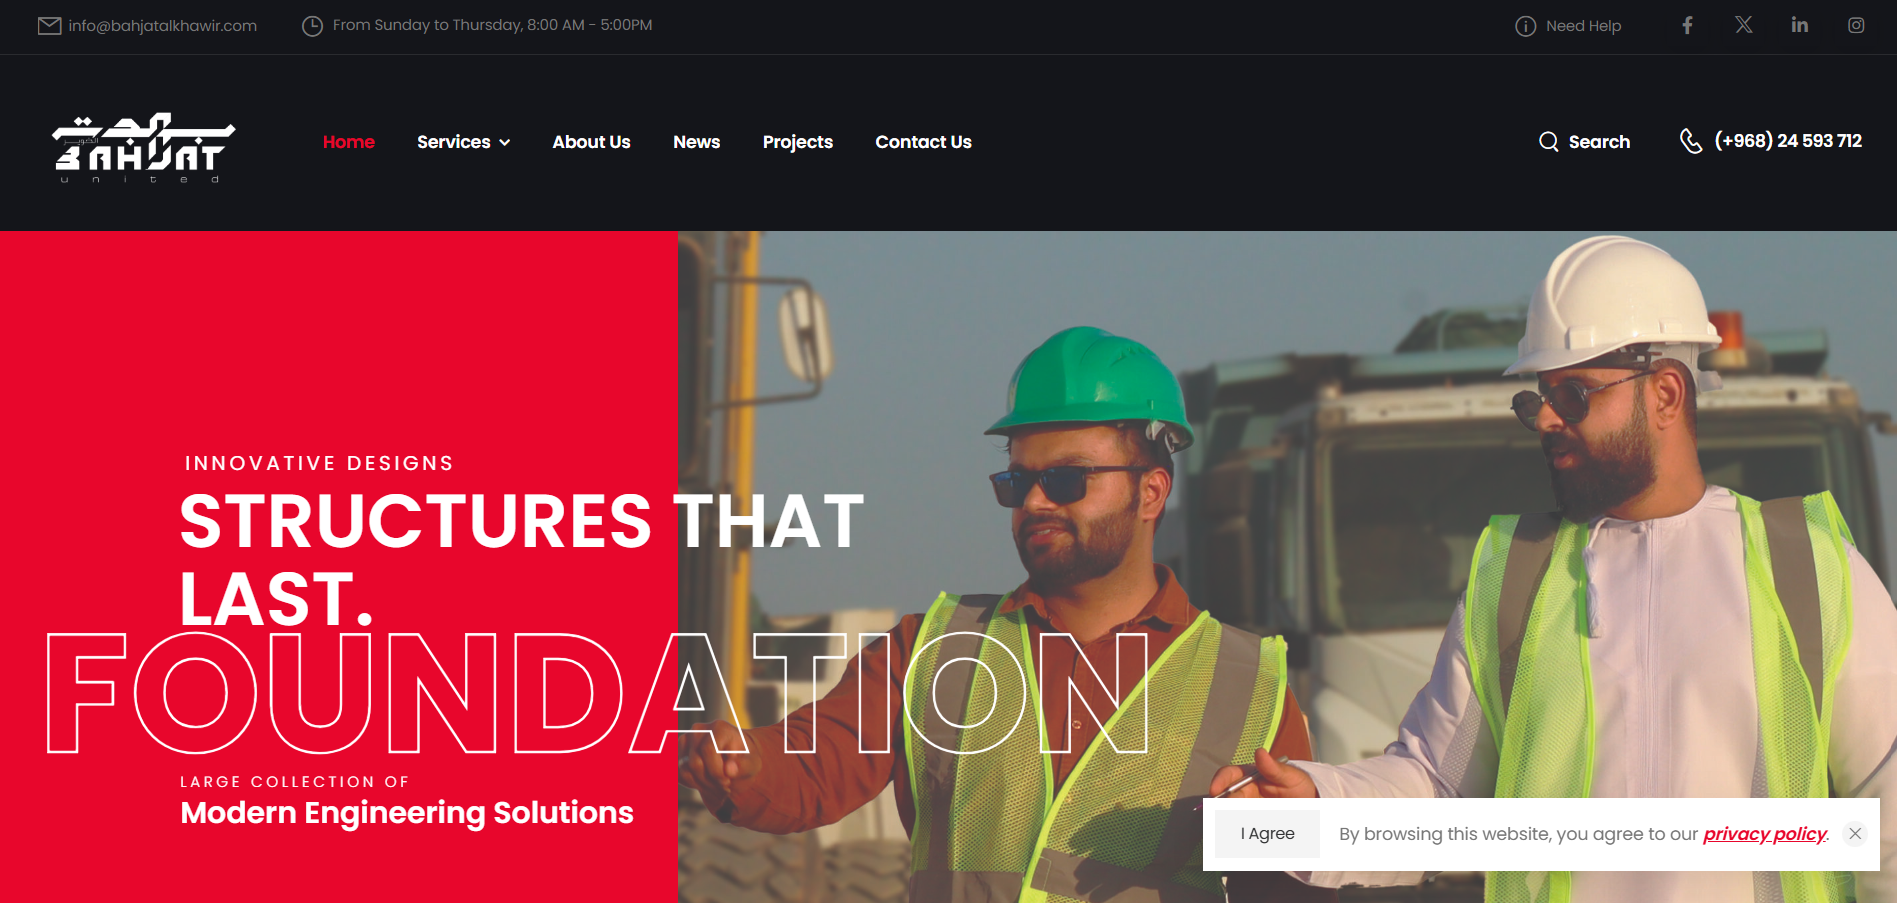 info@bahjatalkhawir.com
From Sunday to Thursday, 8:00 AM - 5:00PM
Need Help
بهجة
الخوير
BAHJAT
united
Home
Services
About Us
News
Projects
Contact Us
Search
(+968) 24 593 712
INNOVATIVE DESIGNS
STRUCTURES THAT
LAST.
FOUNDATION
LARGE COLLECTION OF
Modern Engineering Solutions
I Agree
By browsing this website, you agree to our privacy policy.